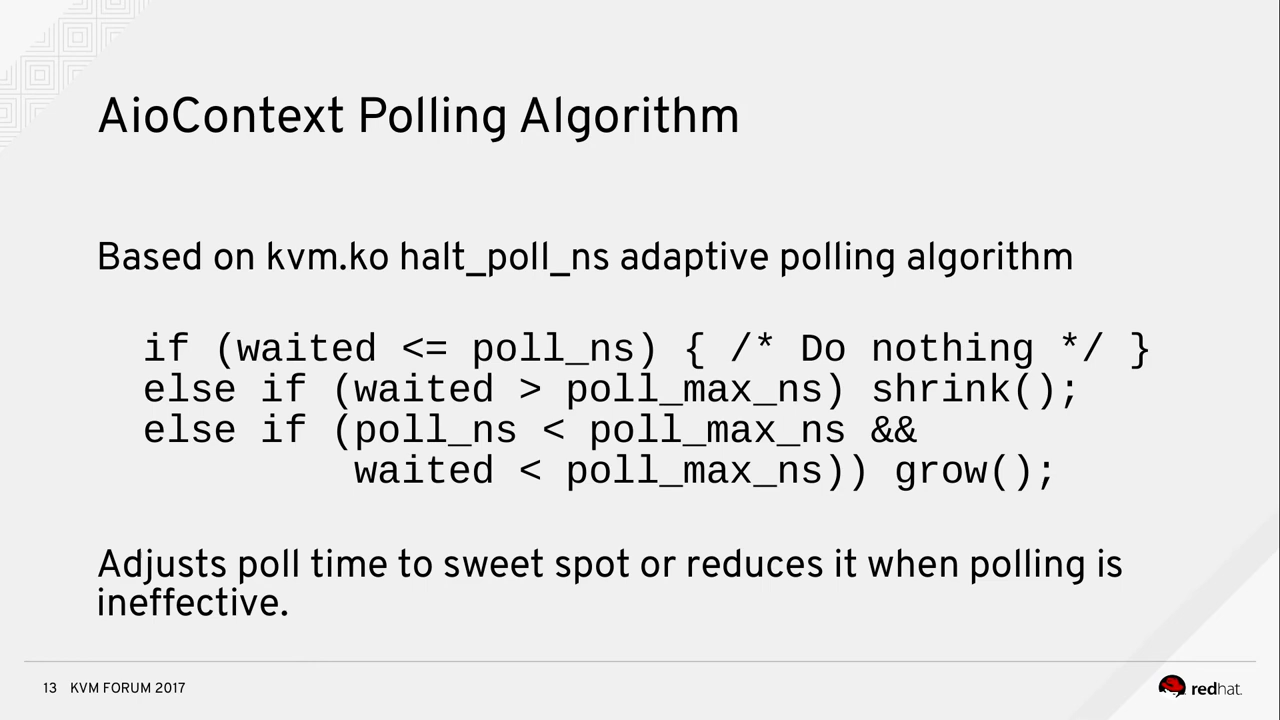 AioContext Polling Algorithm
Based on kvm.ko halt_poll_ns adaptive polling algorithm
if (waited <= poll_ns) { /* Do nothing */ }
else if (waited > poll_max_ns) shrink();
else if (poll_ns < poll_max_ns &&
waited < poll_max_ns)) grow();
Adjusts poll time to sweet spot or reduces it when polling is
ineffective.
13 KVM FORUM 2017
redhat.